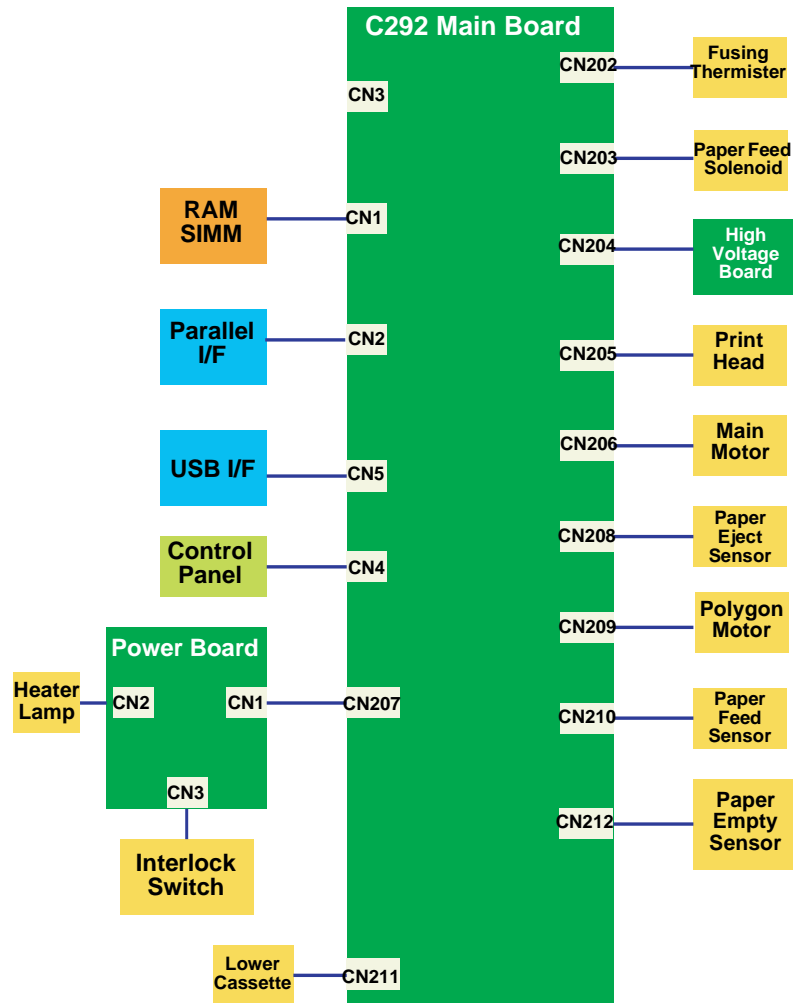 C292 Main Board
CN202
Fusing
Thermister
CN3
CN203
Paper Feed
Solenoid
RAM
SIMM
CN1
CN204
High
Voltage
Board
Parallel
I/F
CN2
CN205
Print
Head
CN206
Main
Motor
USB I/F
CN5
CN208
Paper
Eject
Sensor
Control
Panel
CN4
CN209
Polygon
Motor
Power Board
Heater
Lamp
CN2
CN1
CN207
CN210
Paper
Feed
Sensor
CN3
CN212
Paper
Empty
Sensor
Interlock
Switch
Lower
Cassette
CN211